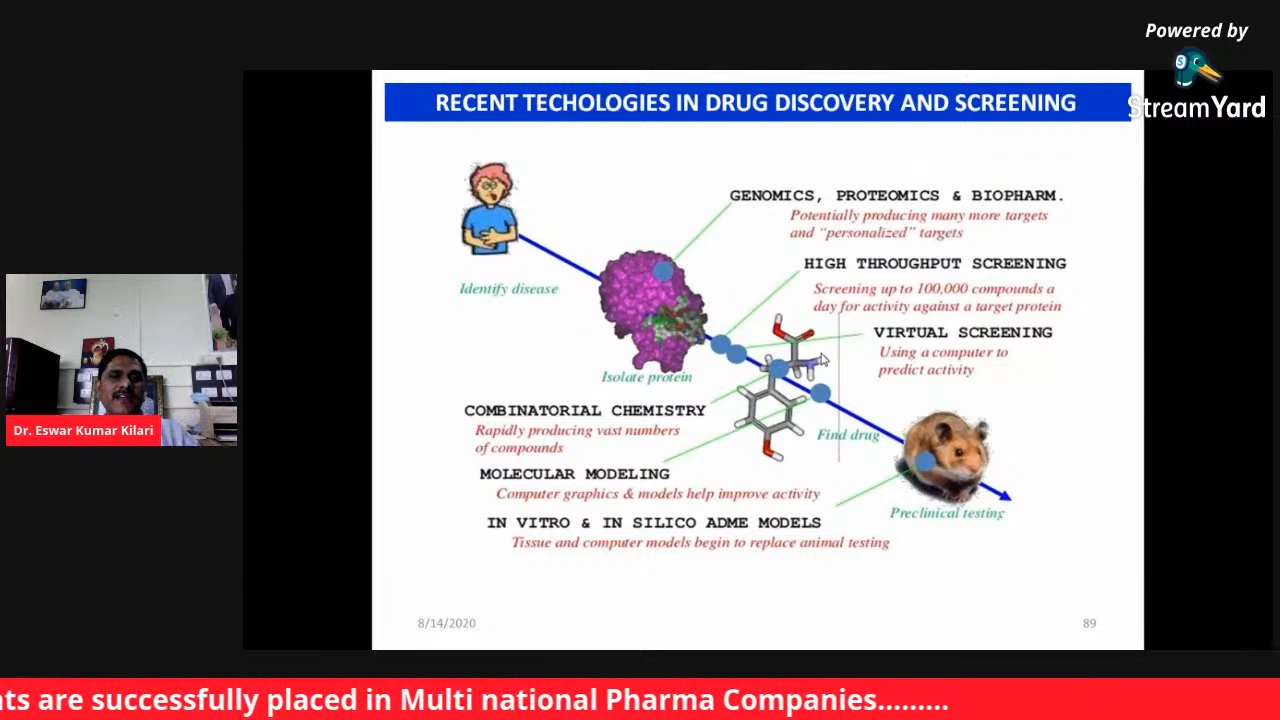 Powered by
StreamYard
RECENT TECHOLOGIES IN DRUG DISCOVERY AND SCREENING
GENOMICS, PROTEOMICS & BIOPHARM.
Potentially producing many more targets
and “personalized” targets
HIGH THROUGHPUT SCREENING
Identify disease
Screening up to 100,000 compounds a
day for activity against a target protein
VIRTUAL SCREENING
Using a computer to
predict activity
Isolate protein
COMBINATORIAL CHEMISTRY
Rapidly producing vast numbers
of compounds
Find drug
MOLECULAR MODELING
Computer graphics & models help improve activity
Preclinical testing
IN VITRO & IN SILICO ADME MODELS
Tissue and computer models begin to replace animal testing
8/14/2020
89
Dr. Eswar Kumar Kilari
nts are successfully placed in Multi national Pharma Companies.........